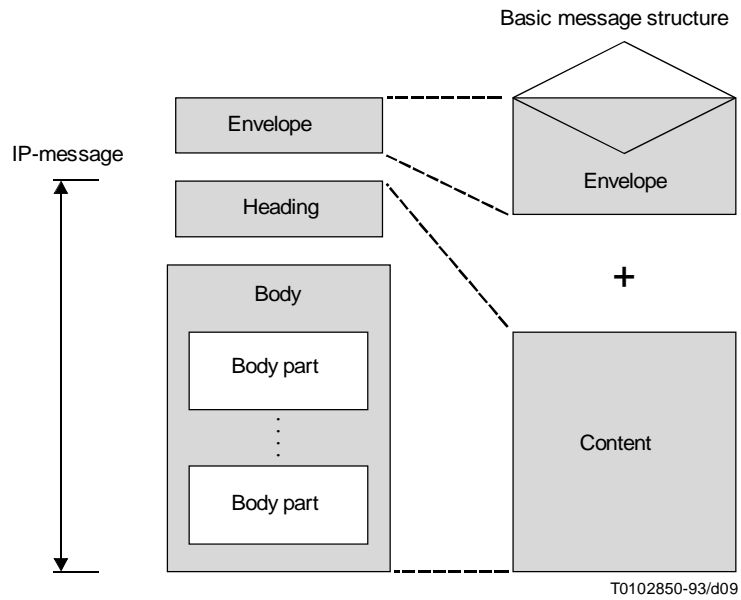 Basic message structure
Envelope
IP-message
Envelope
Heading
+
Body
Body part
Content
Body part
T0102850-93/d09